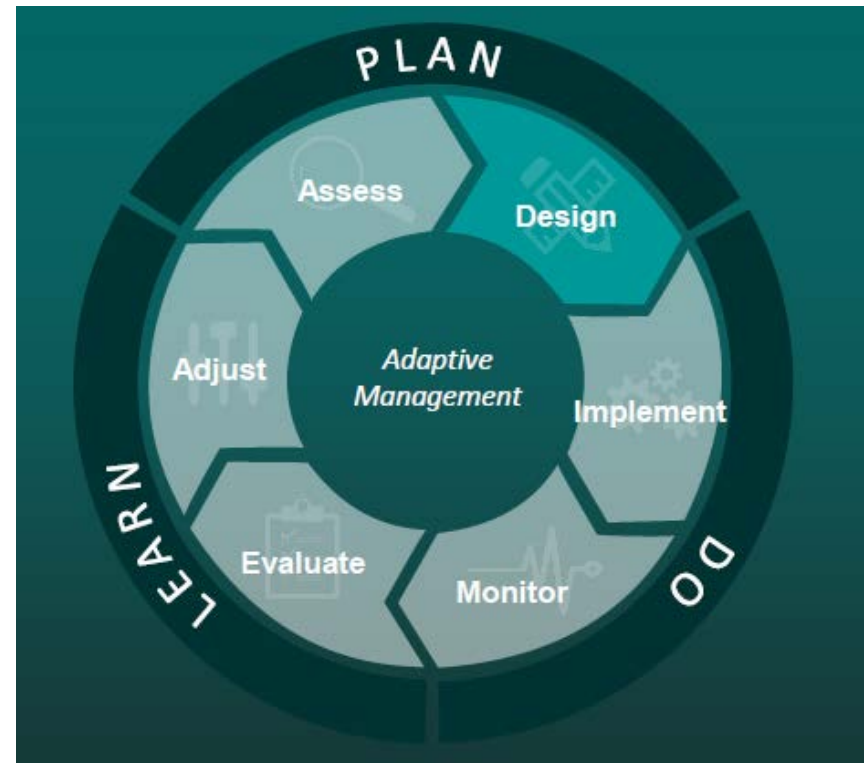 PLAN
Assess
Design
Adjust
Adaptive
Management
Implement
Evaluate
Monitor
LEARN
DO